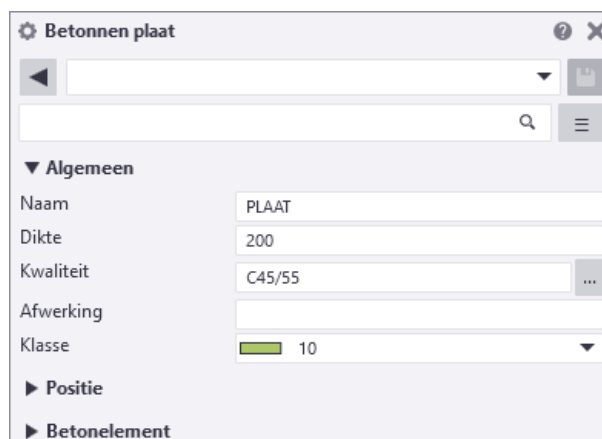 Betonnen plaat
Algemeen
Naam PLAAT
Dikte 200
Kwaliteit C45/55 ...
Afwerking
Klasse 10
Positie
Betonelement